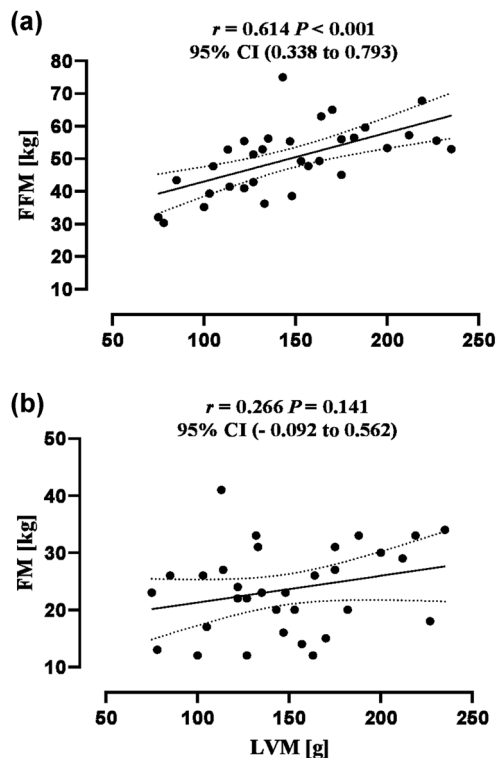 (a)
r = 0.614 P < 0.001
95% CI (0.338 to 0.793)
FFM [kg]
80
70
60
50
40
30
20
10
50 100 150 200 250
(b)
r = 0.266 P = 0.141
95% CI (- 0.092 to 0.562)
FM [kg]
50
40
30
20
10
50 100 150 200 250
LVM [g]